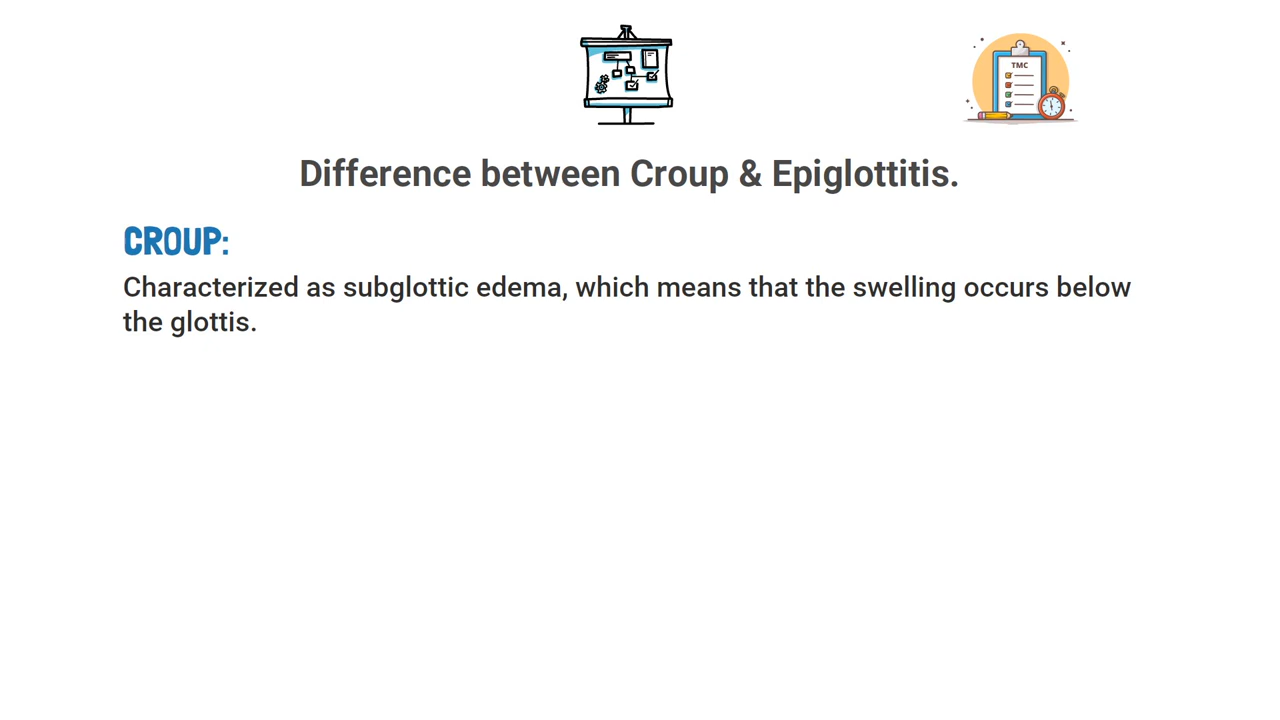 TMC
Difference between Croup & Epiglottitis.
CROUP:
Characterized as subglottic edema, which means that the swelling occurs below
the glottis.